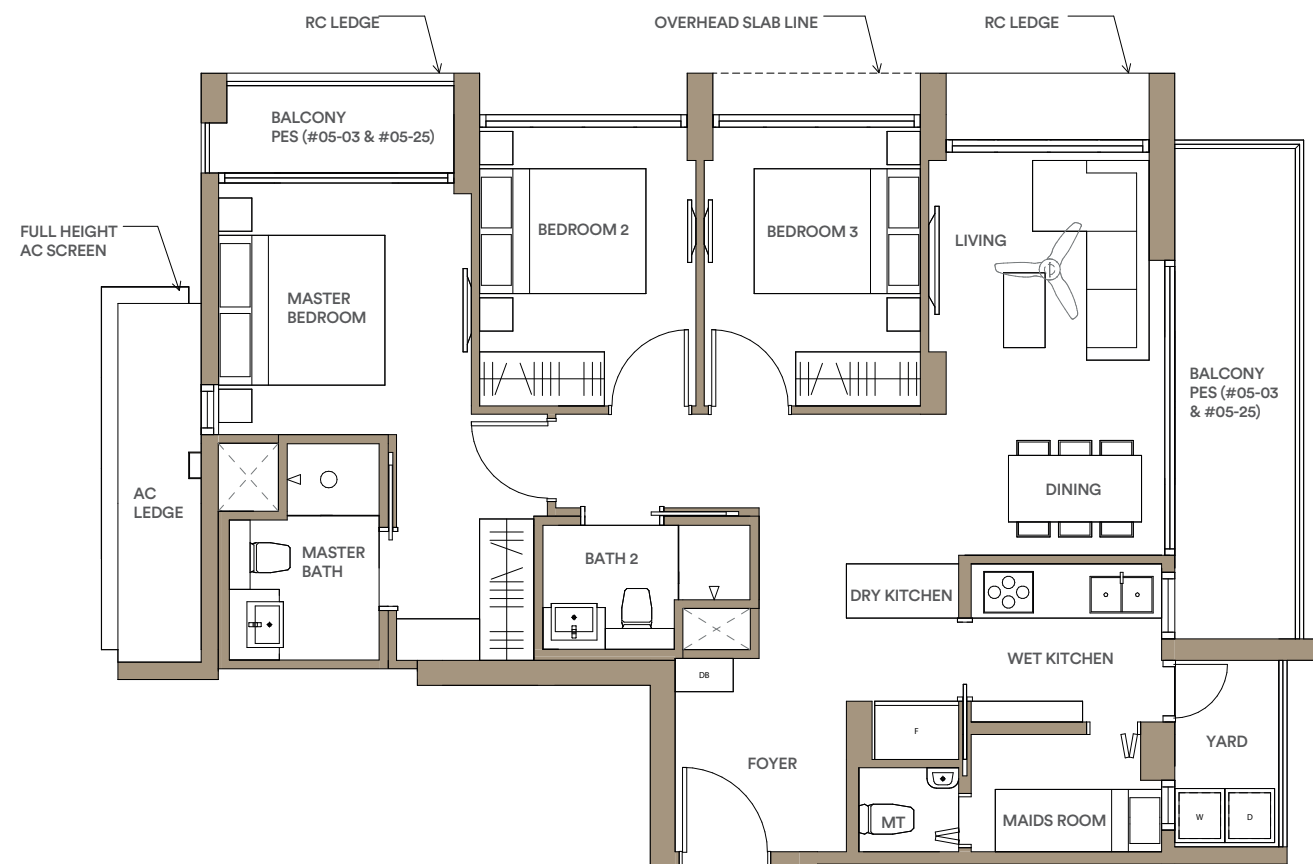 RC LEDGE
OVERHEAD SLAB LINE
RC LEDGE
BALCONY
PES (#05-03 & #05-25)
FULL HEIGHT
AC SCREEN
BEDROOM 2
BEDROOM 3
LIVING
MASTER
BEDROOM
BALCONY
PES (#05-03
& #05-25)
AC
LEDGE
DINING
MASTER
BATH
BATH 2
DRY KITCHEN
WET KITCHEN
DB
F
YARD
FOYER
MT
MAIDS ROOM
W
D